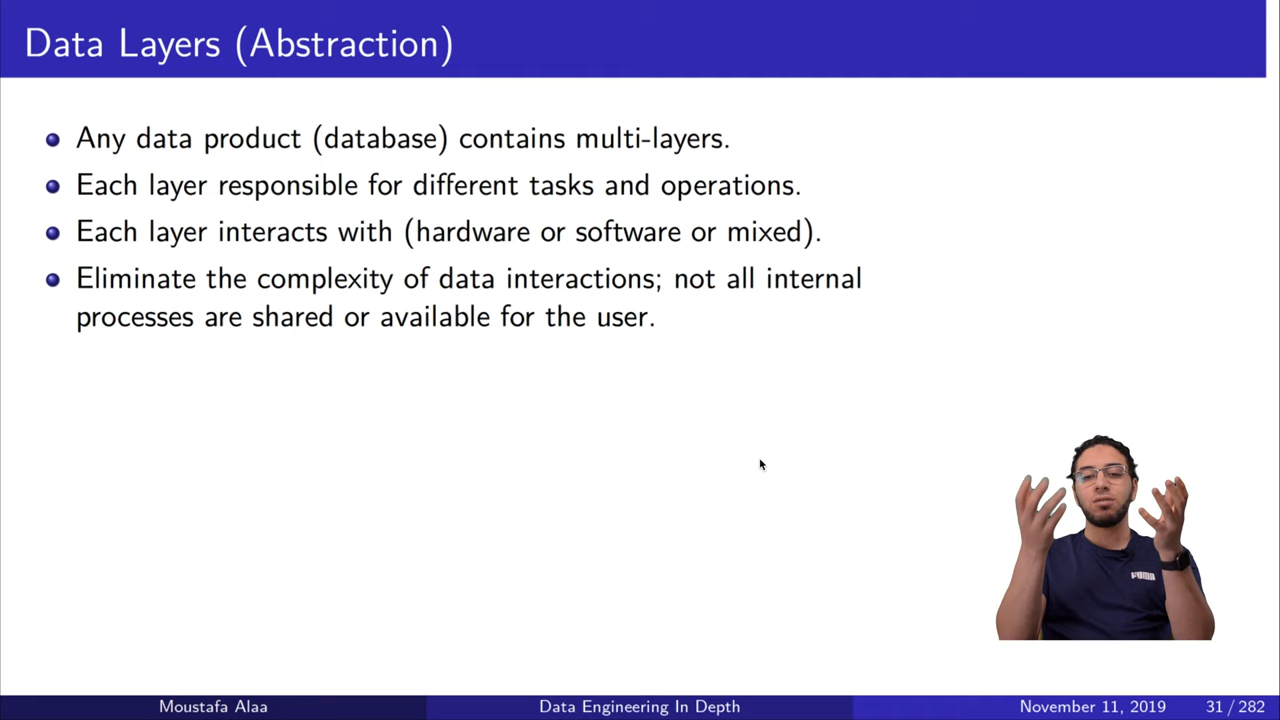 Data Layers (Abstraction)
Any data product (database) contains multi-layers.
Each layer responsible for different tasks and operations.
Each layer interacts with (hardware or software or mixed).
Eliminate the complexity of data interactions; not all internal
processes are shared or available for the user.
PUMA
Moustafa Alaa
Data Engineering In Depth
November 11, 2019
31 / 282